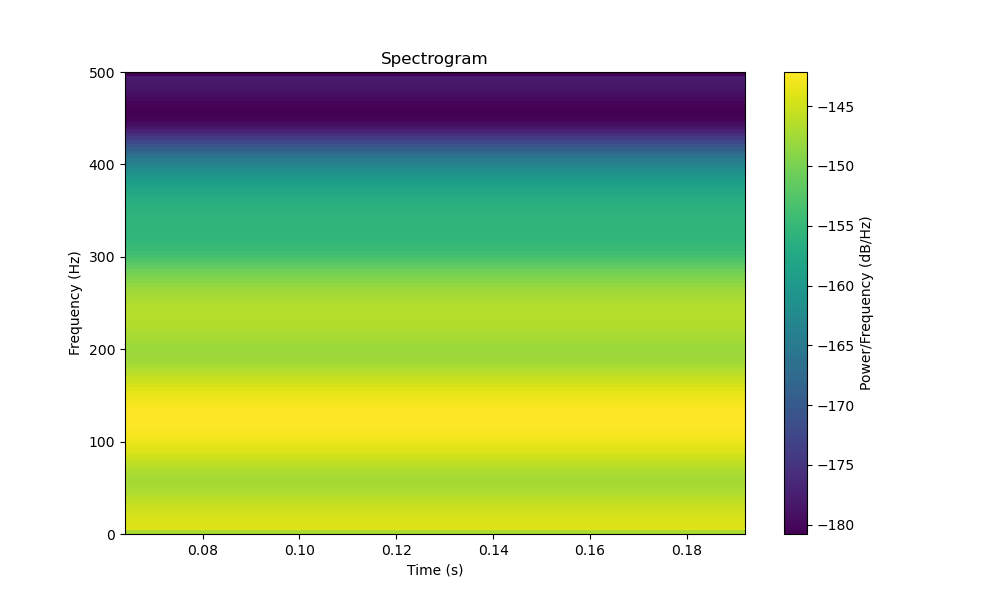 Spectrogram
500
400
300
200
100
0
Frequency (Hz)
0.08 0.10 0.12 0.14 0.16 0.18
Time (s)
−145
−150
−155
−160
−165
−170
−175
−180
Power/Frequency (dB/Hz)